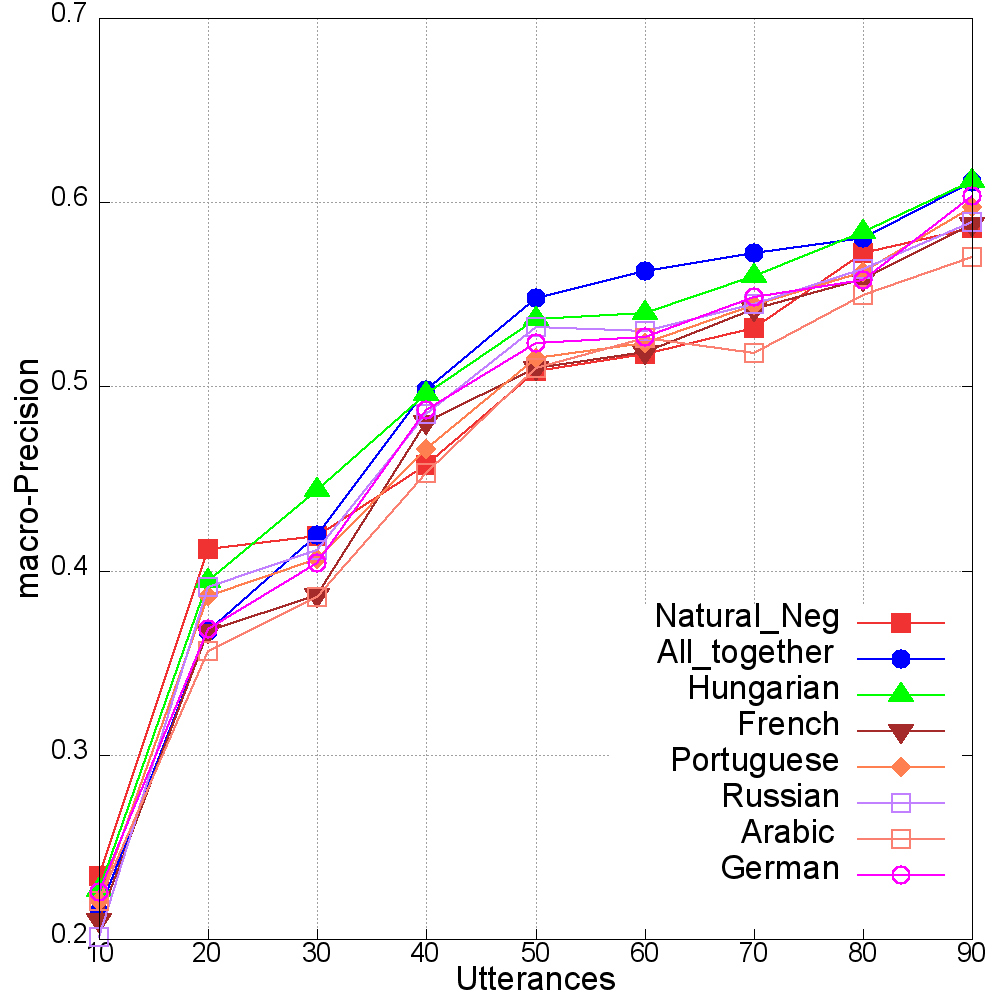 0.7
0.6
0.5
0.4
0.3
0.2
macro-Precision
Natural_Neg
All_together
Hungarian
French
Portuguese
Russian
Arabic
German
10 20 30 40 50 60 70 80 90
Utterances